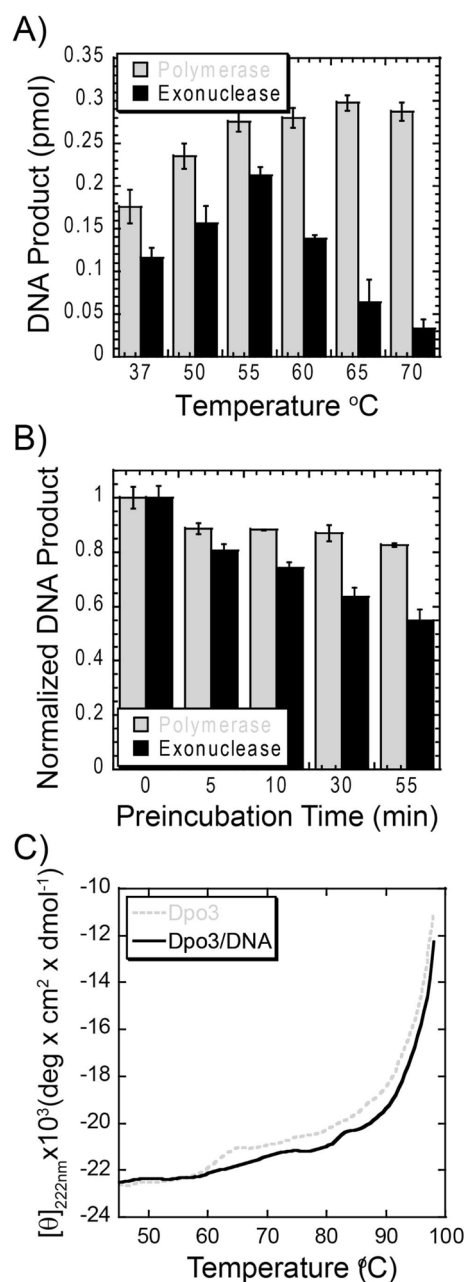 A)
Polymerase
Exonuclease
DNA Product (pmol)
0.3
0.25
0.2
0.15
0.1
0.05
0
37 50 55 60 65 70
Temperature °C
B)
Normalized DNA Product
1
0.8
0.6
0.4
0.2
0
Polymerase
Exonuclease
0 5 10 30 55
Preincubation Time (min)
C)
Dpo3
Dpo3/DNA
[θ]222nm x10³(deg x cm² x dmol⁻¹)
-10
-12
-14
-16
-18
-20
-22
-24
50 60 70 80 90 100
Temperature (°C)